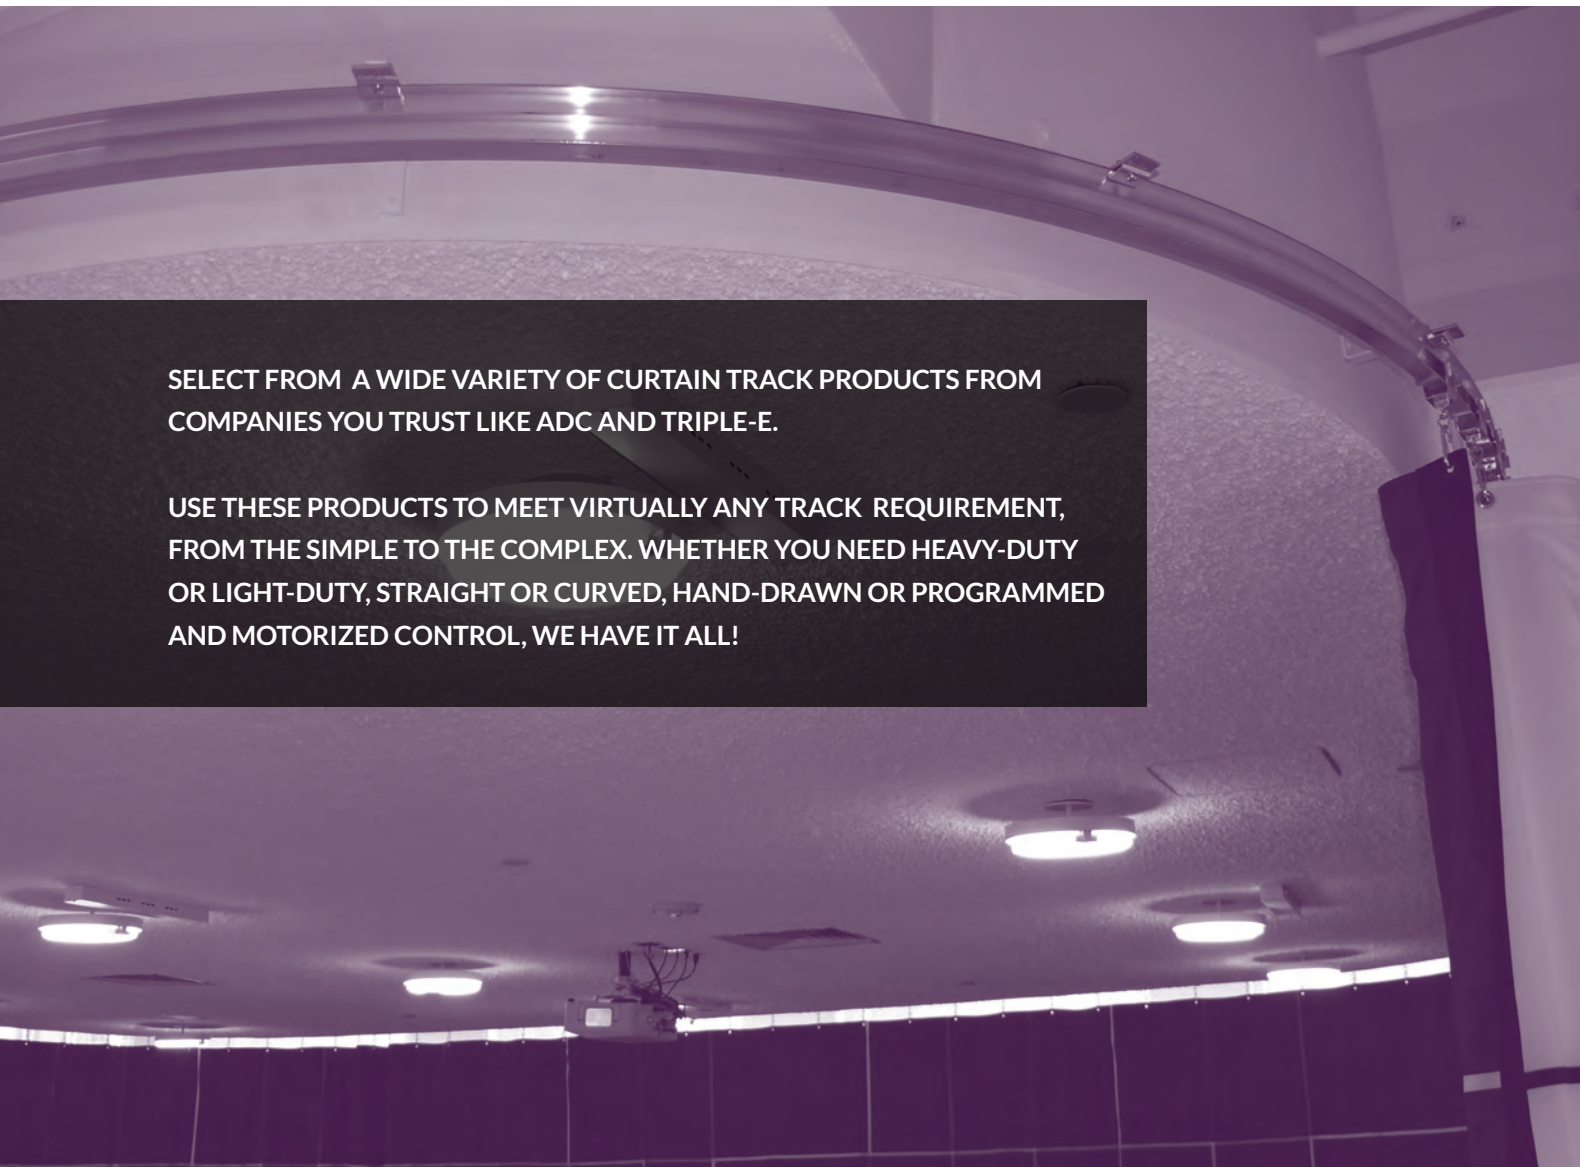 SELECT FROM A WIDE VARIETY OF CURTAIN TRACK PRODUCTS FROM
COMPANIES YOU TRUST LIKE ADC AND TRIPLE-E.
USE THESE PRODUCTS TO MEET VIRTUALLY ANY TRACK REQUIREMENT,
FROM THE SIMPLE TO THE COMPLEX. WHETHER YOU NEED HEAVY-DUTY
OR LIGHT-DUTY, STRAIGHT OR CURVED, HAND-DRAWN OR PROGRAMMED
AND MOTORIZED CONTROL, WE HAVE IT ALL!